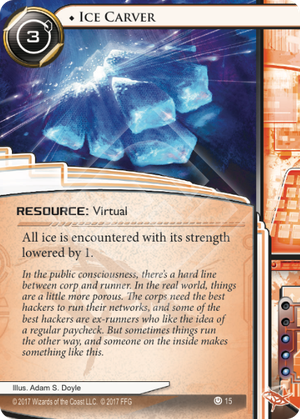 ♦ Ice Carver
3
RESOURCE: Virtual
All ice is encountered with its strength
lowered by 1.
In the public consciousness, there's a hard line
between corp and runner. In the real world, things
are a little more porous. The corps need the best
hackers to run their networks, and some of the
best hackers are ex-runners who like the idea of
a regular paycheck. But sometimes things run
the other way, and someone on the inside makes
something like this.
Illus. Adam S. Doyle
© 2017 Wizards of the Coast LLC. © 2017 FFG
15